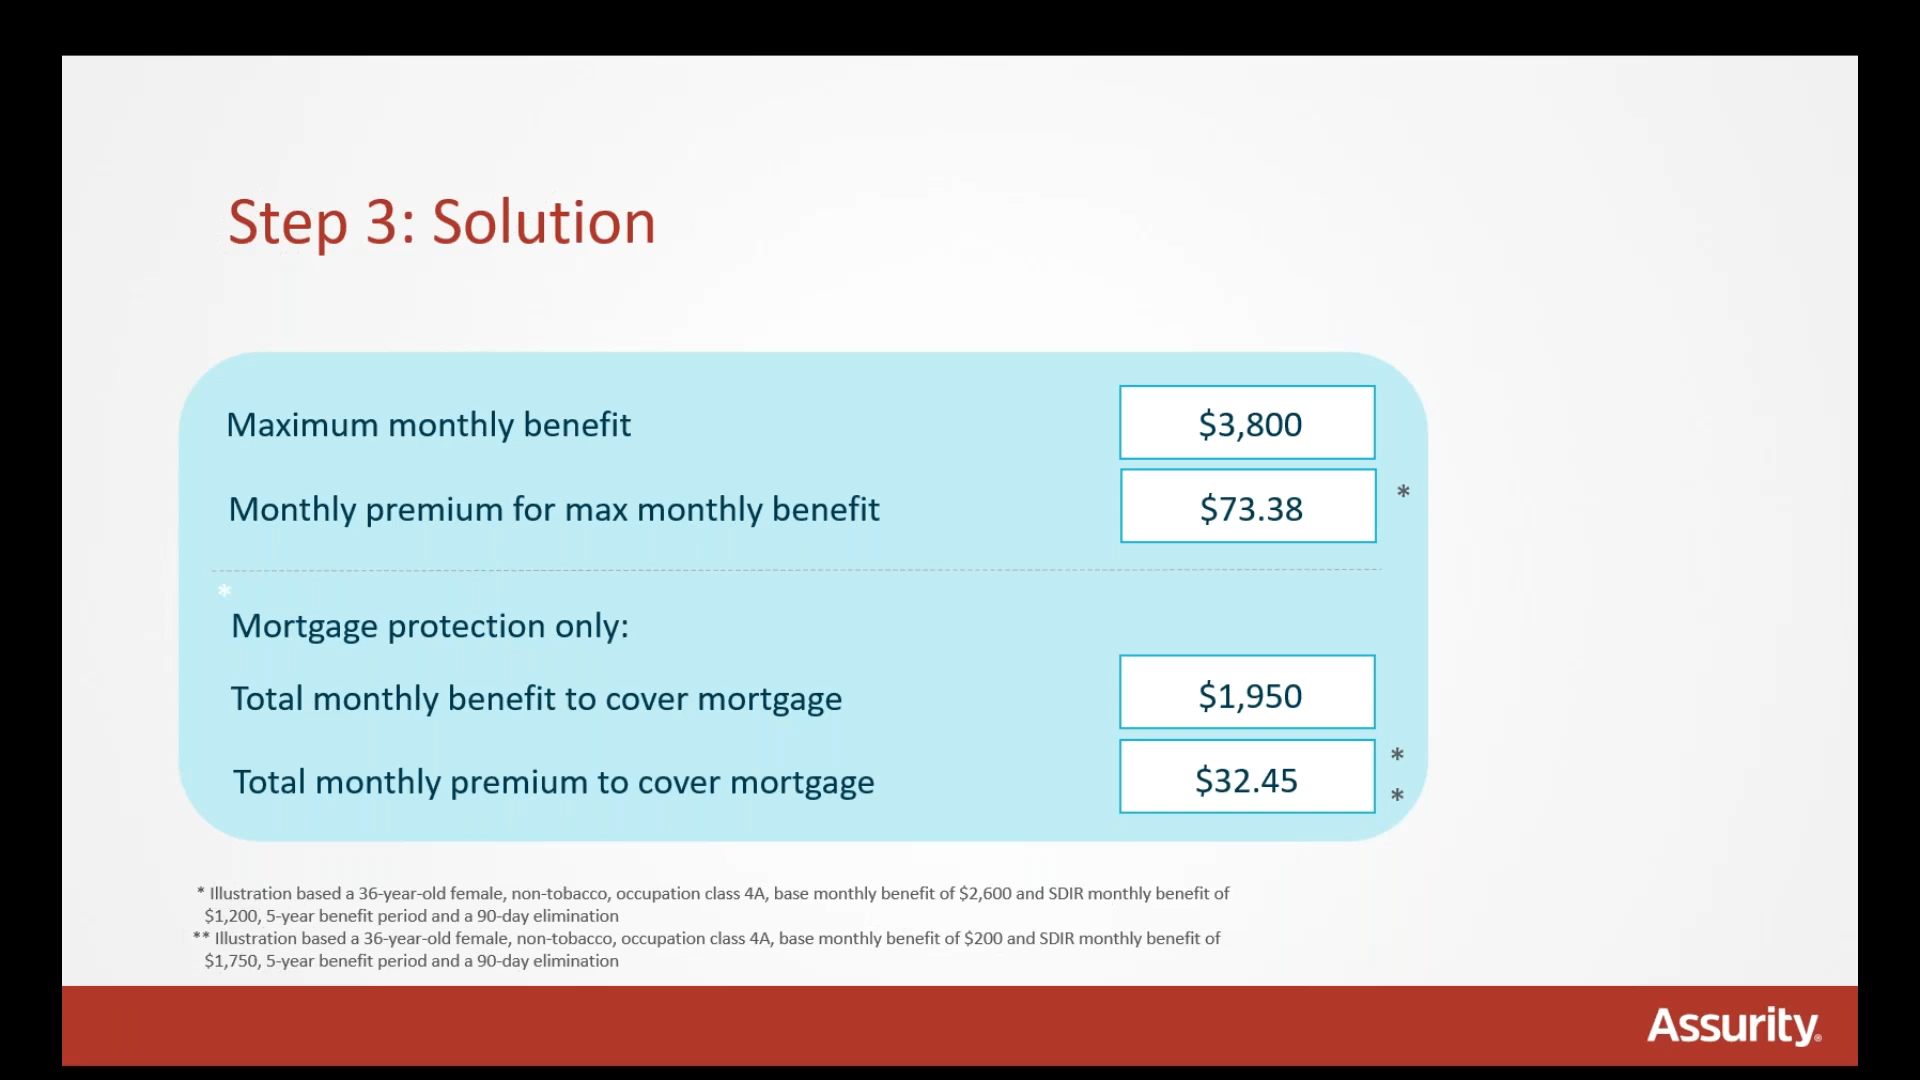 Step 3: Solution
Maximum monthly benefit $3,800
Monthly premium for max monthly benefit $73.38 *
*
Mortgage protection only:
Total monthly benefit to cover mortgage $1,950
Total monthly premium to cover mortgage $32.45 * *
* Illustration based a 36-year-old female, non-tobacco, occupation class 4A, base monthly benefit of $2,600 and SDIR monthly benefit of
$1,200, 5-year benefit period and a 90-day elimination
** Illustration based a 36-year-old female, non-tobacco, occupation class 4A, base monthly benefit of $200 and SDIR monthly benefit of
$1,750, 5-year benefit period and a 90-day elimination
Assurity®